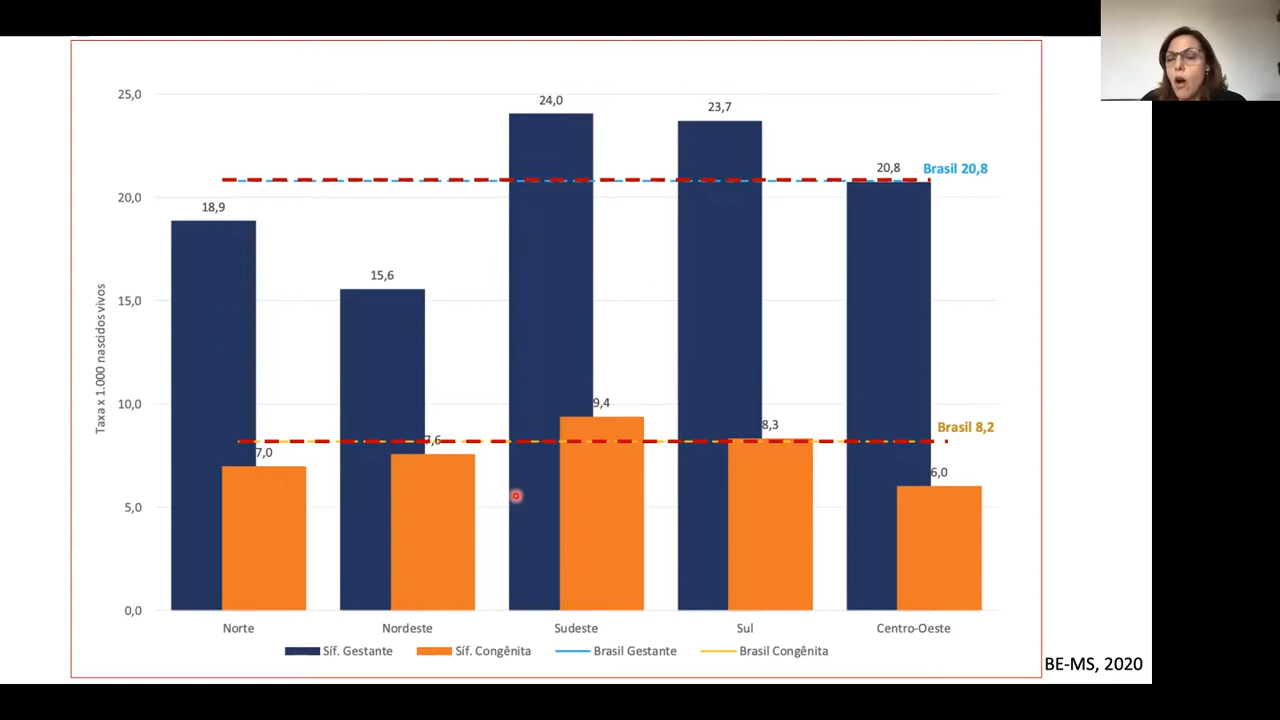 25,0
24,0
23,7
20,8
Brasil 20,8
20,0
18,9
15,6
15,0
Taxa x 1.000 nascidos vivos
10,0
9,4
8,3
Brasil 8,2
7,6
7,0
6,0
5,0
0,0
Norte Nordeste Sudeste Sul Centro-Oeste
Síf. Gestante Síf. Congênita Brasil Gestante Brasil Congênita
BE-MS, 2020